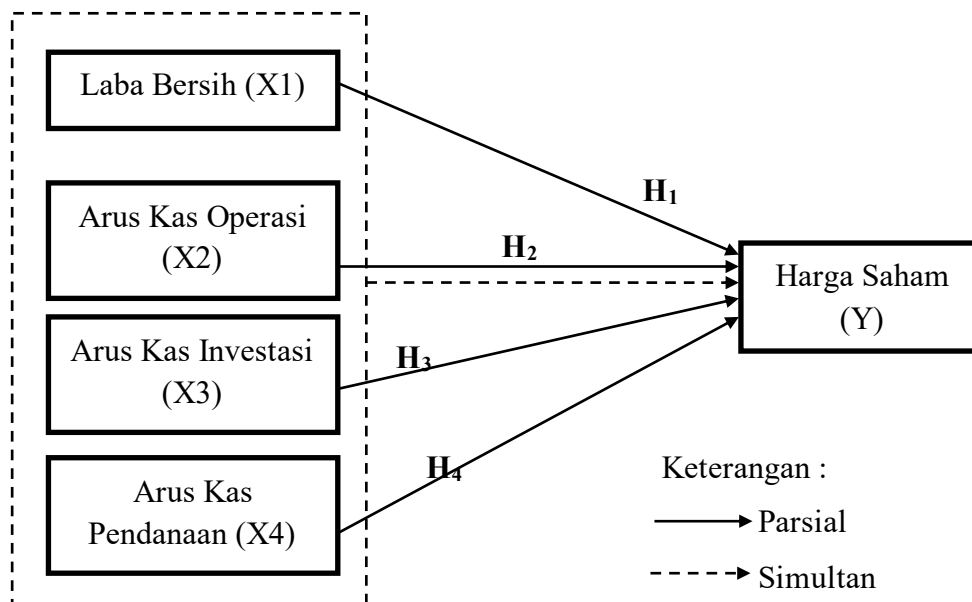 Laba Bersih (X1)
Arus Kas Operasi
(X2)
Arus Kas Investasi
(X3)
Arus Kas
Pendanaan (X4)
H₁
H₂
H₃
H₄
Harga Saham
(Y)
Keterangan :
Parsial
Simultan